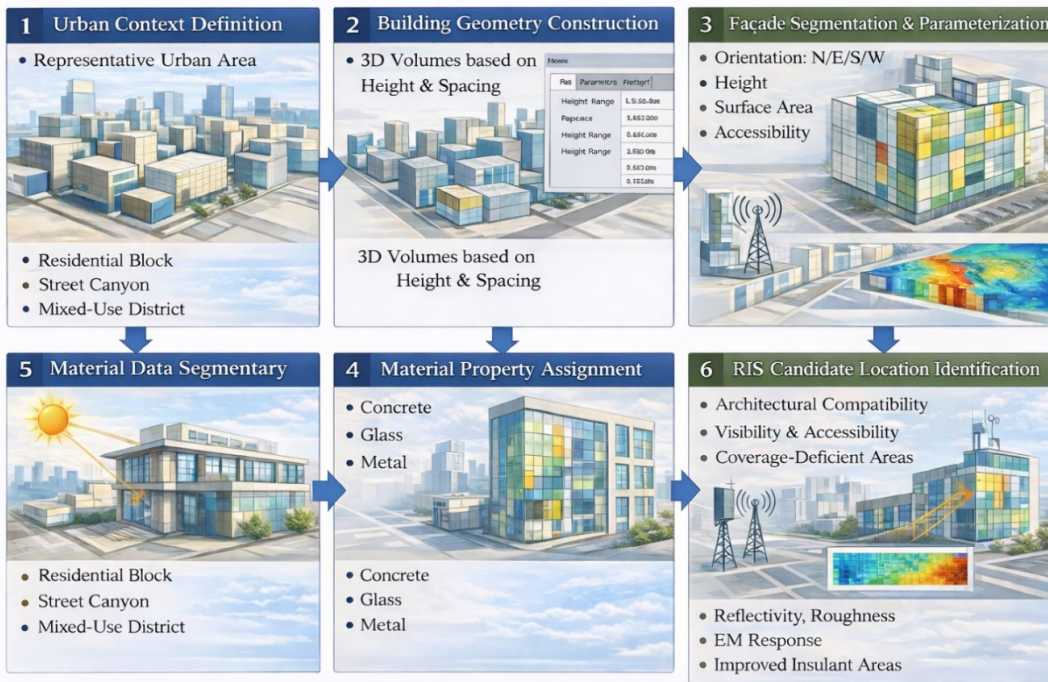 1 Urban Context Definition
• Representative Urban Area
• Residential Block
• Street Canyon
• Mixed-Use District
2 Building Geometry Construction
• 3D Volumes based on
Height & Spacing
Parametrs
Height Range
Height Range
Height Range
3D Volumes based on
Height & Spacing
3 Façade Segmentation & Parameterization
• Orientation: N/E/S/W
• Height
• Surface Area
• Accessibility
5 Material Data Segmentary
• Residential Block
• Street Canyon
• Mixed-Use District
4 Material Property Assignment
• Concrete
• Glass
• Metal
• Concrete
• Glass
• Metal
6 RIS Candidate Location Identification
• Architectural Compatibility
• Visibility & Accessibility
• Coverage-Deficient Areas
• Reflectivity, Roughness
• EM Response
• Improved Insulant Areas